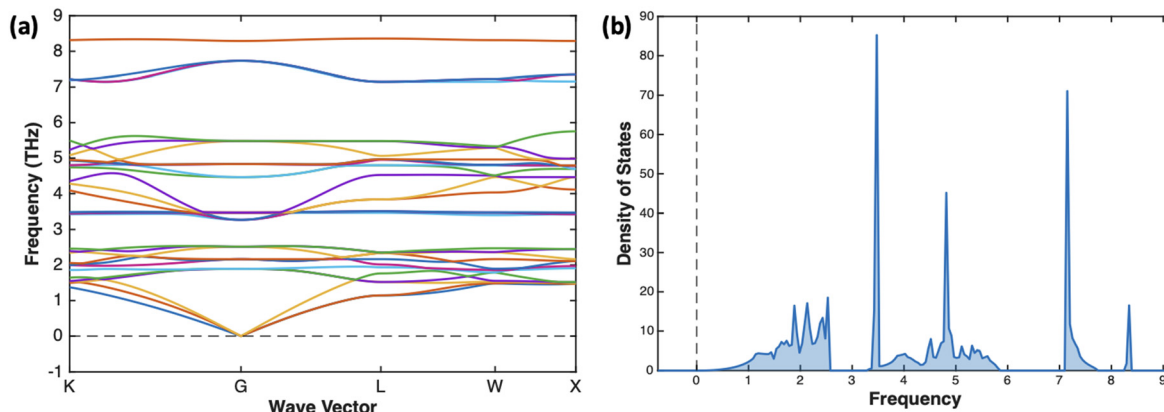 (a)
9
8
7
6
5
4
3
2
1
0
-1
Frequency (THz)
K G L W X
Wave Vector
(b)
90
80
70
60
50
40
30
20
10
0
Density of States
0 1 2 3 4 5 6 7 8 9
Frequency